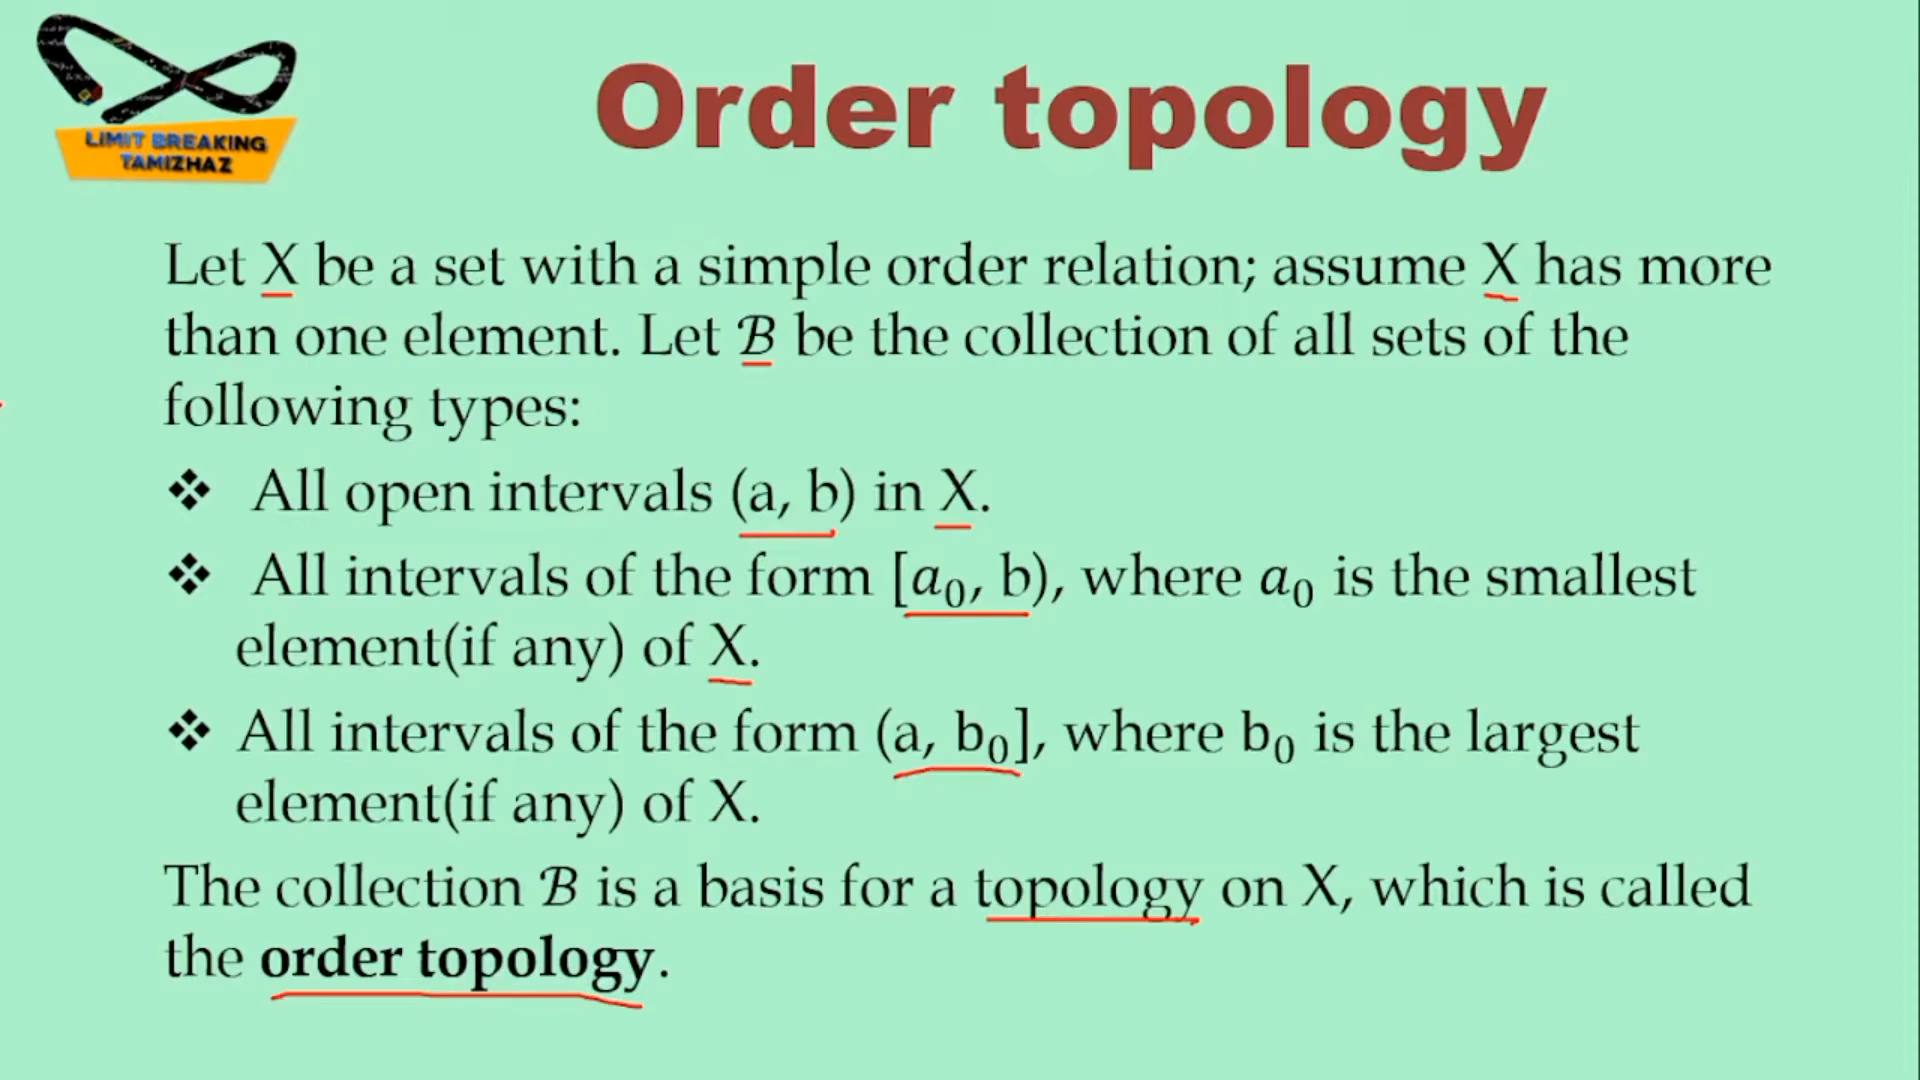 LIMIT BREAKING
TAMIZHAZ
Order topology
Let X be a set with a simple order relation; assume X has more
than one element. Let ℬ be the collection of all sets of the
following types:
❖ All open intervals (a, b) in X.
❖ All intervals of the form [𝑎₀, b), where 𝑎₀ is the smallest
element(if any) of X.
❖ All intervals of the form (a, b₀], where b₀ is the largest
element(if any) of X.
The collection ℬ is a basis for a topology on X, which is called
the order topology.